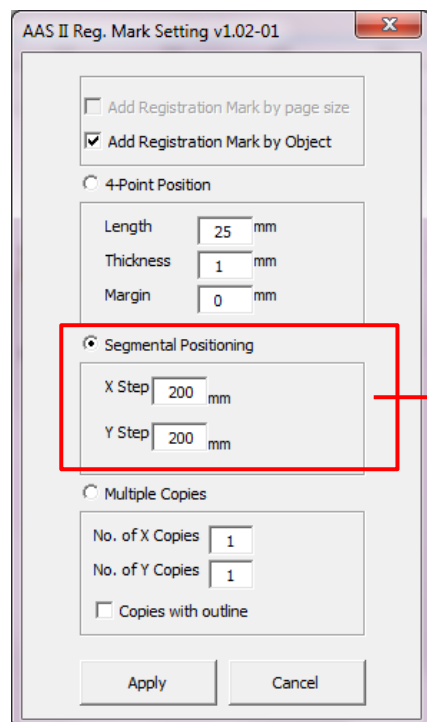 AAS II Reg. Mark Setting v1.02-01
Add Registration Mark by page size
Add Registration Mark by Object
4-Point Position
Length 25 mm
Thickness 1 mm
Margin 0 mm
Segmental Positioning
X Step 200 mm
Y Step 200 mm
Multiple Copies
No. of X Copies 1
No. of Y Copies 1
Copies with outline
Apply Cancel